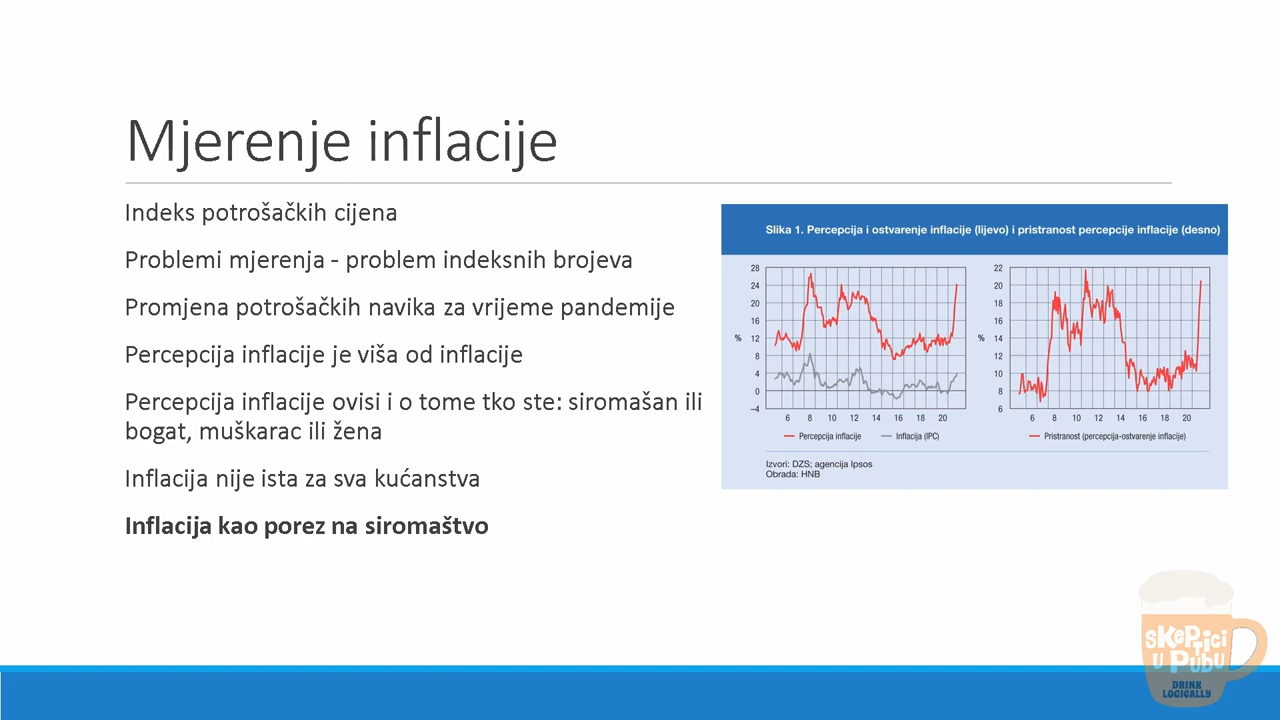 Mjerenje inflacije
Indeks potrošačkih cijena
Problemi mjerenja - problem indeksnih brojeva
Promjena potrošačkih navika za vrijeme pandemije
Percepcija inflacije je viša od inflacije
Percepcija inflacije ovisi i o tome tko ste: siromašan ili
bogat, muškarac ili žena
Inflacija nije ista za sva kućanstva
Inflacija kao porez na siromaštvo
Slika 1. Percepcija i ostvarenje inflacije (lijevo) i pristranost percepcije inflacije (desno)
28
24
20
16
12
8
4
0
–4
%
6 8 10 12 14 16 18 20
Percepcija inflacije Inflacija (IPC)
22
20
18
16
14
12
10
8
6
%
6 8 10 12 14 16 18 20
Pristranost (percepcija-ostvarenje inflacije)
Izvori: DZS; agencija Ipsos
Obrada: HNB
SKEPTICI
U PUBU
DRINK
LOGICALLY